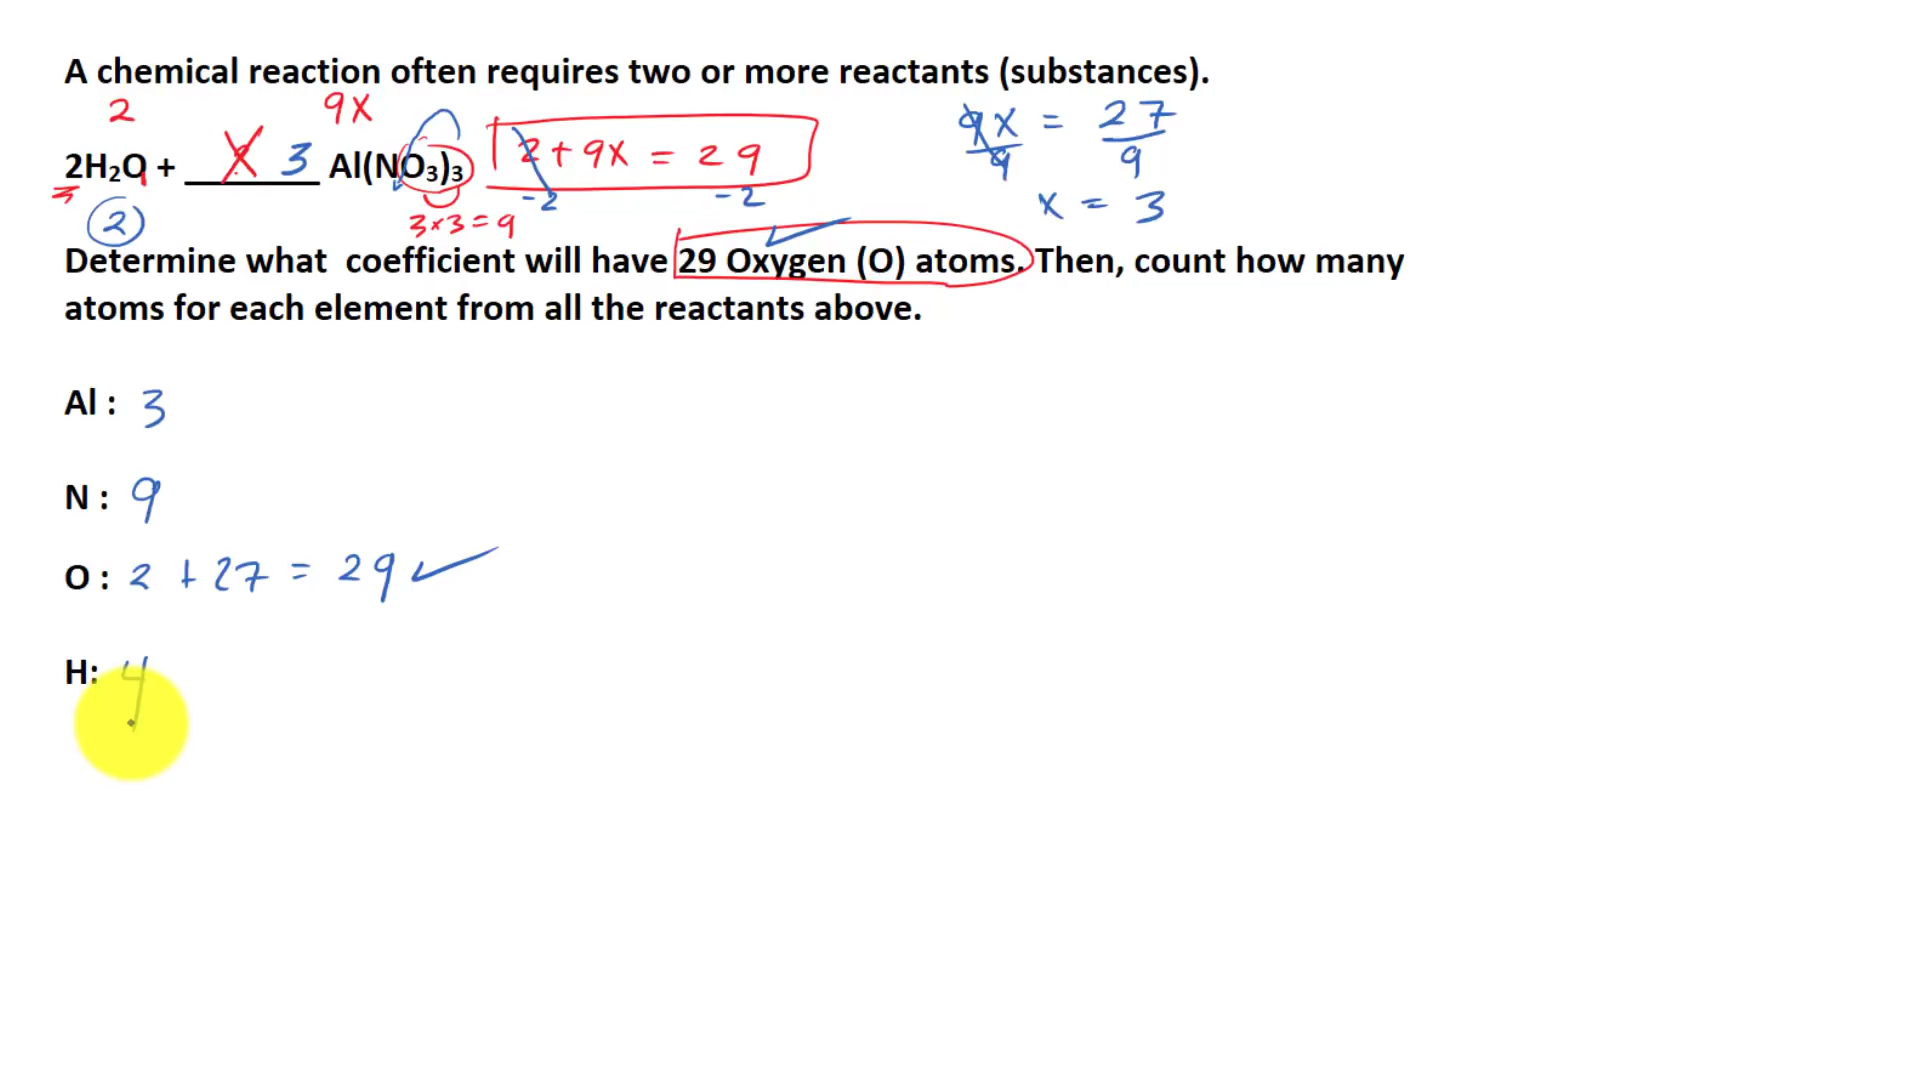 A chemical reaction often requires two or more reactants (substances).
2 9x
2H₂O + x 3 Al(NO₃)₃ 2 + 9x = 29 9x/9 = 27/9
-2 -2
2 3x3=9 x = 3
Determine what coefficient will have 29 Oxygen (O) atoms. Then, count how many
atoms for each element from all the reactants above.
Al : 3
N : 9
O : 2 + 27 = 29 ✓
H: 4